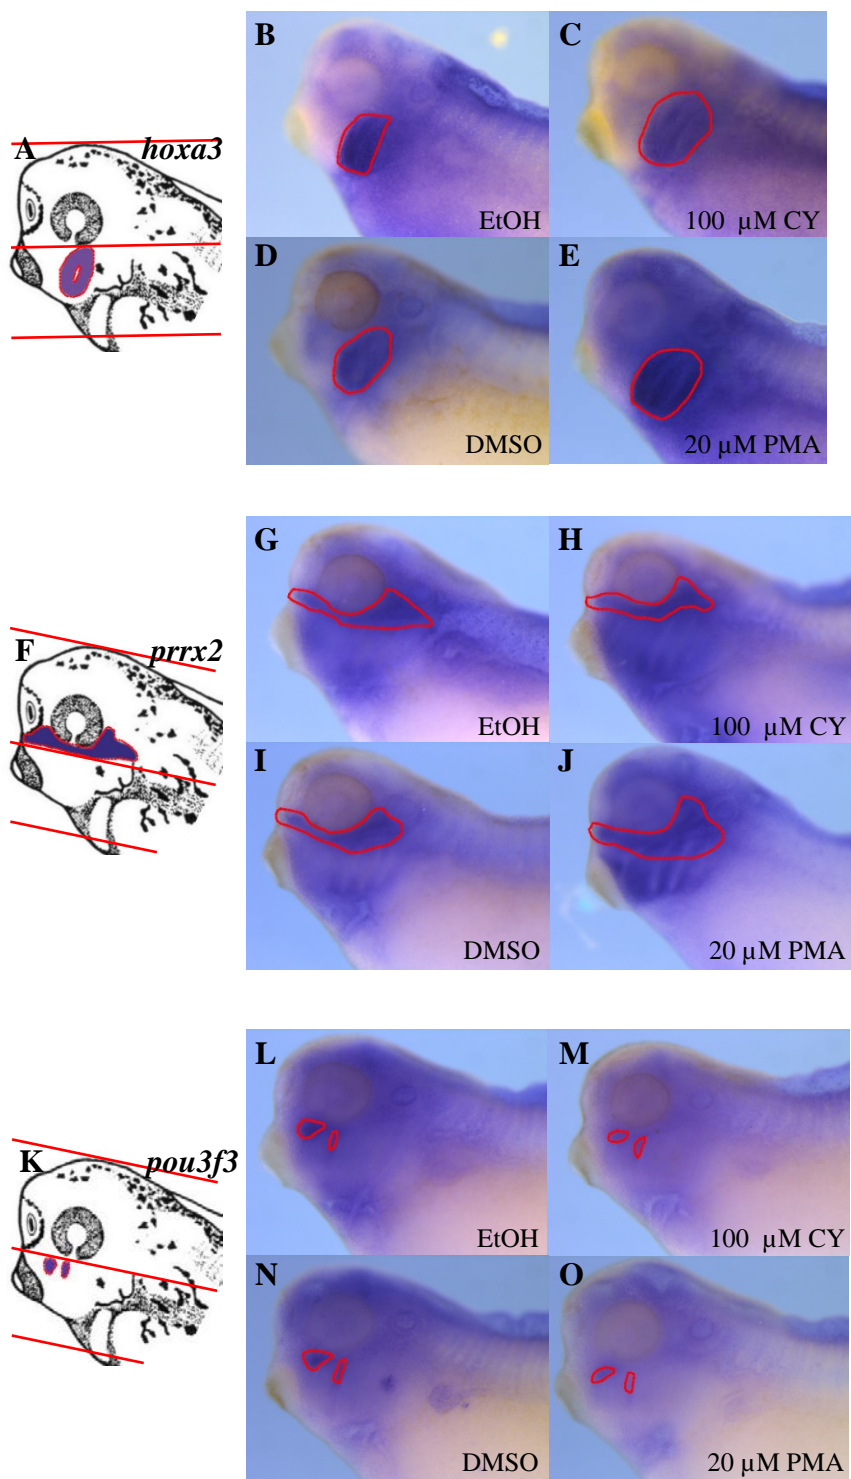 A hoxa3
B
EtOH
C
100 µM CY
D
DMSO
E
20 µM PMA
F prrx2
G
EtOH
H
100 µM CY
I
DMSO
J
20 µM PMA
K pou3f3
L
EtOH
M
100 µM CY
N
DMSO
O
20 µM PMA